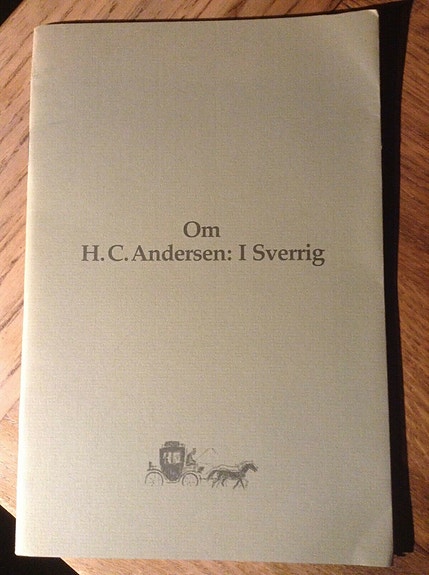 Om
H. C. Andersen: I Sverrig